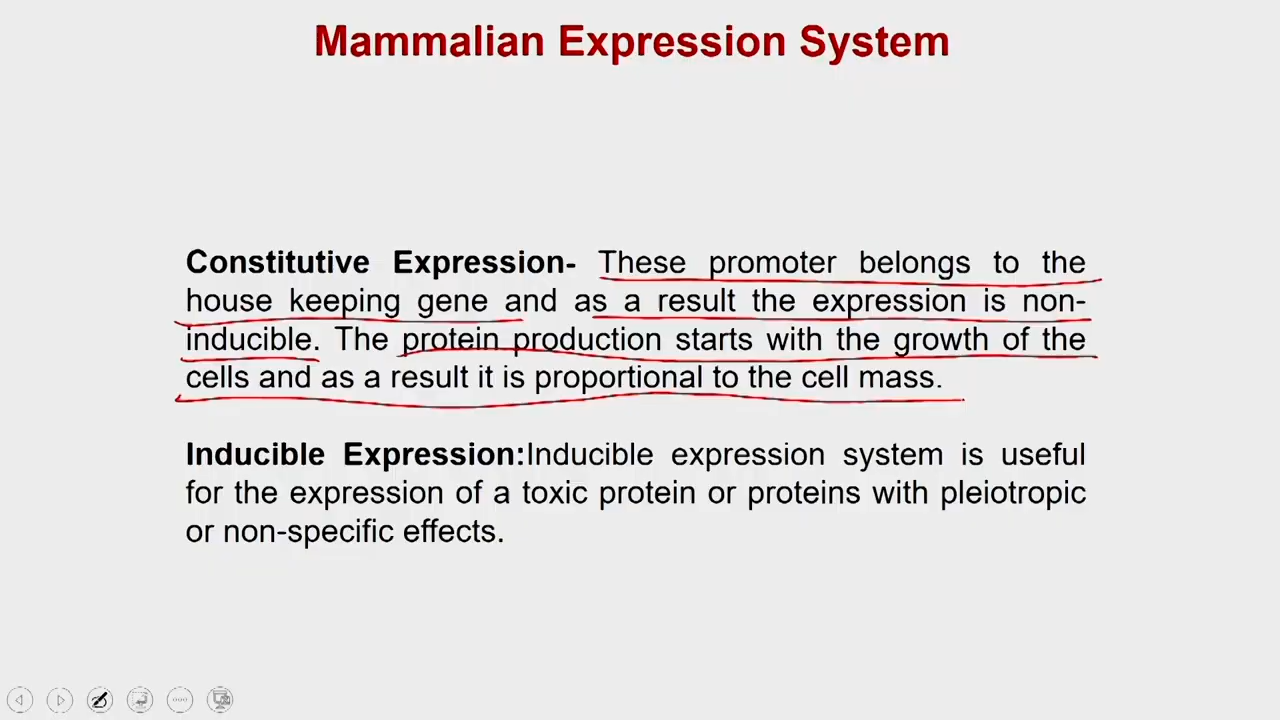 Mammalian Expression System
Constitutive Expression- These promoter belongs to the
house keeping gene and as a result the expression is non-
inducible. The protein production starts with the growth of the
cells and as a result it is proportional to the cell mass.
Inducible Expression:Inducible expression system is useful
for the expression of a toxic protein or proteins with pleiotropic
or non-specific effects.